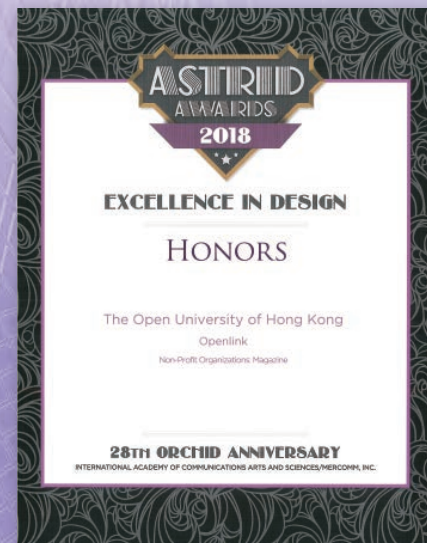 ASTRID
AWARDS
2018
EXCELLENCE IN DESIGN
HONORS
The Open University of Hong Kong
Openlink
Non-Profit Organizations: Magazine
28TH ORCHID ANNIVERSARY
INTERNATIONAL ACADEMY OF COMMUNICATIONS ARTS AND SCIENCES/MERCOMM, INC.